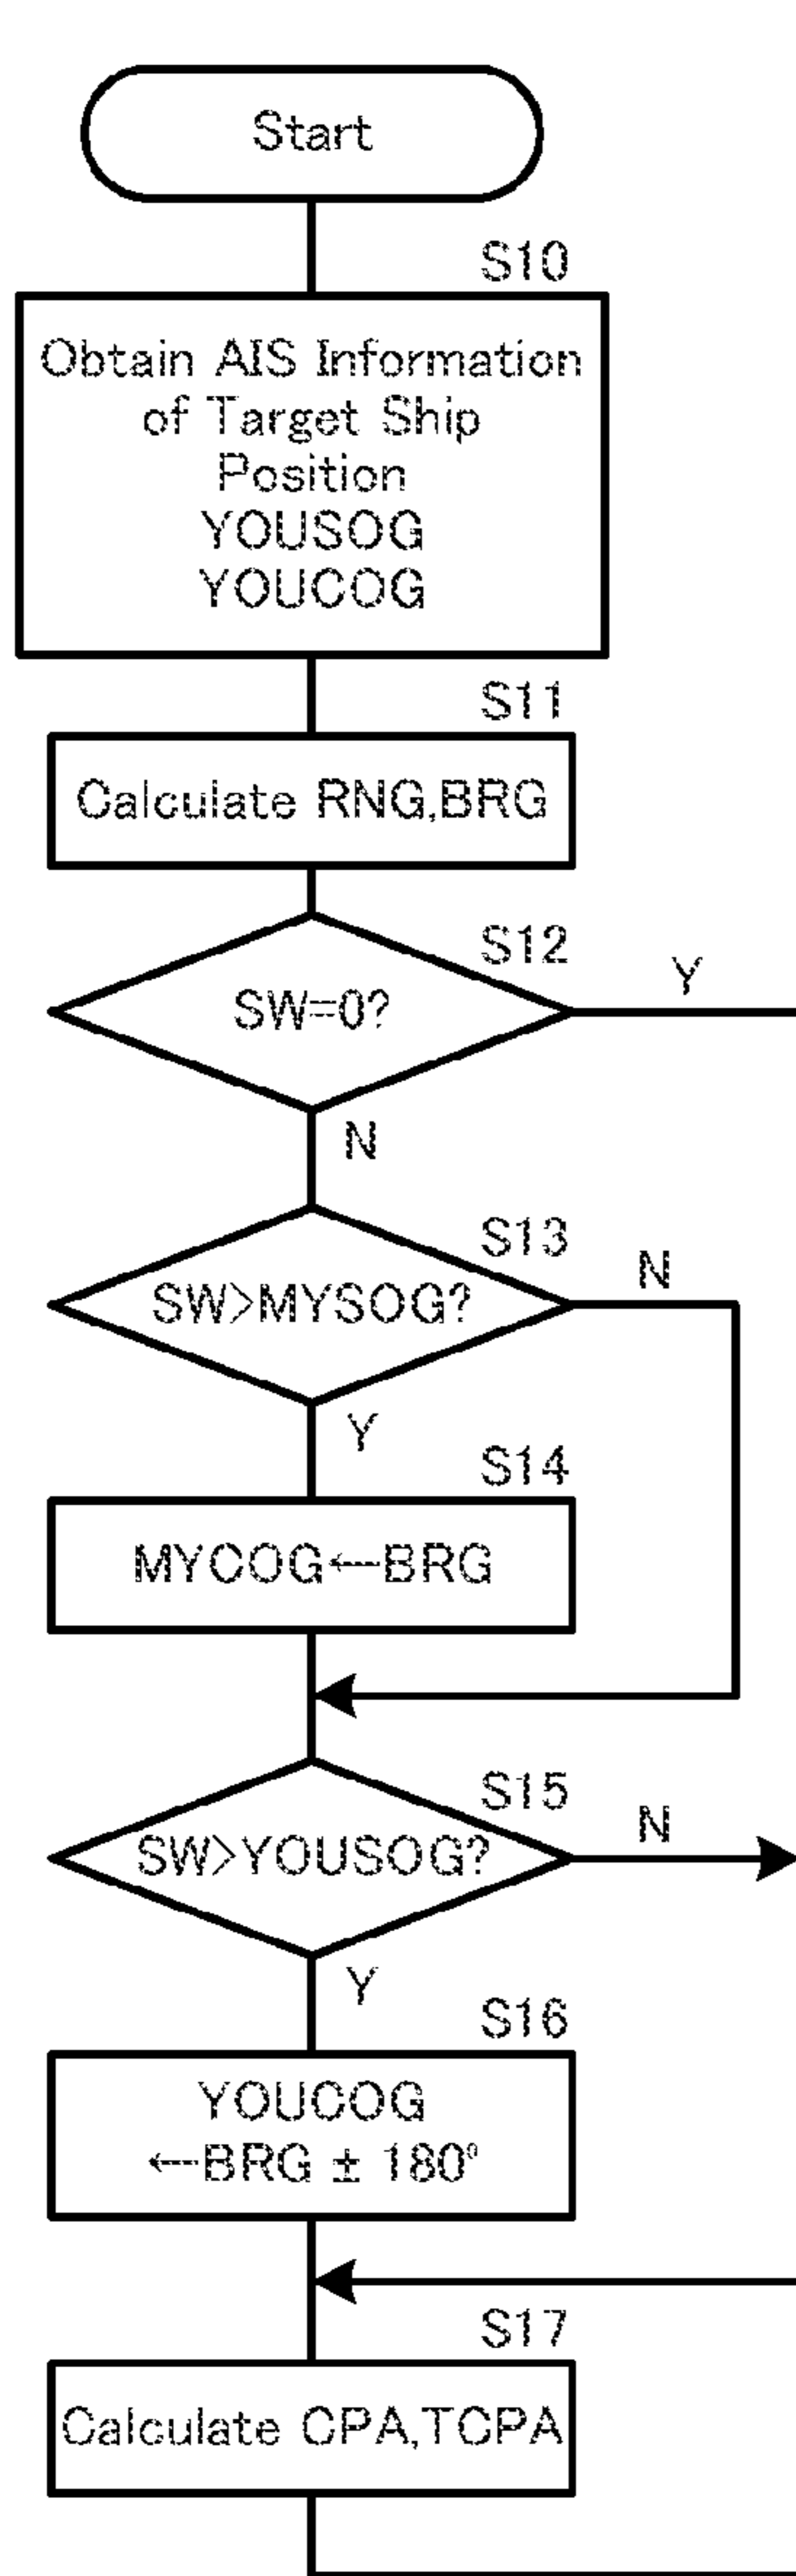 Start
S10
Obtain AIS Information
of Target Ship
Position
YOUSOG
YOUCOG
S11
Calculate RNG,BRG
S12
SW=0?
Y
N
S13
SW>MYSOG?
N
Y
S14
MYCOG←BRG
S15
SW>YOUSOG?
N
Y
S16
YOUCOG
←BRG ± 180°
S17
Calculate CPA,TCPA